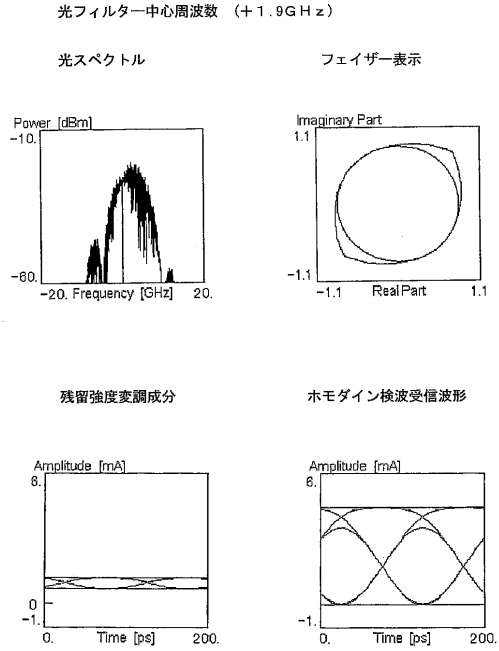 光フィルター中心周波数 (+1.9GHz)
光スペクトル
フェイザー表示
Power [dBm]
-10.
-60.
-20. Frequency [GHz] 20.
Imaginary Part
1.1
-1.1
-1.1 Real Part 1.1
残留強度変調成分
ホモダイン検波受信波形
Amplitude [mA]
6.
0
-1.
0. Time [ps] 200.
Amplitude [mA]
6.
-1.
0. Time [ps] 200.